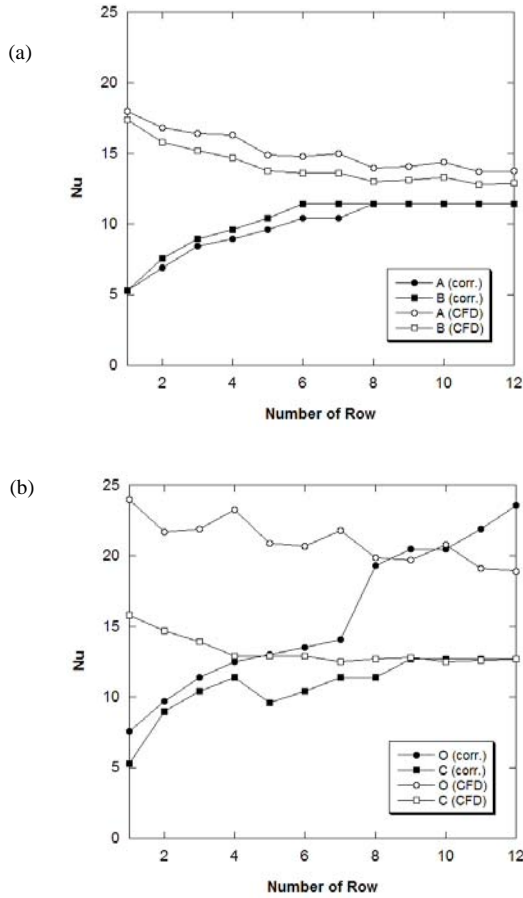 (a)
25
20
15
10
5
0
Nu
A (corr.)
B (corr.)
A (CFD)
B (CFD)
2 4 6 8 10 12
Number of Row
(b)
25
20
15
10
5
0
Nu
O (corr.)
C (corr.)
O (CFD)
C (CFD)
2 4 6 8 10 12
Number of Row